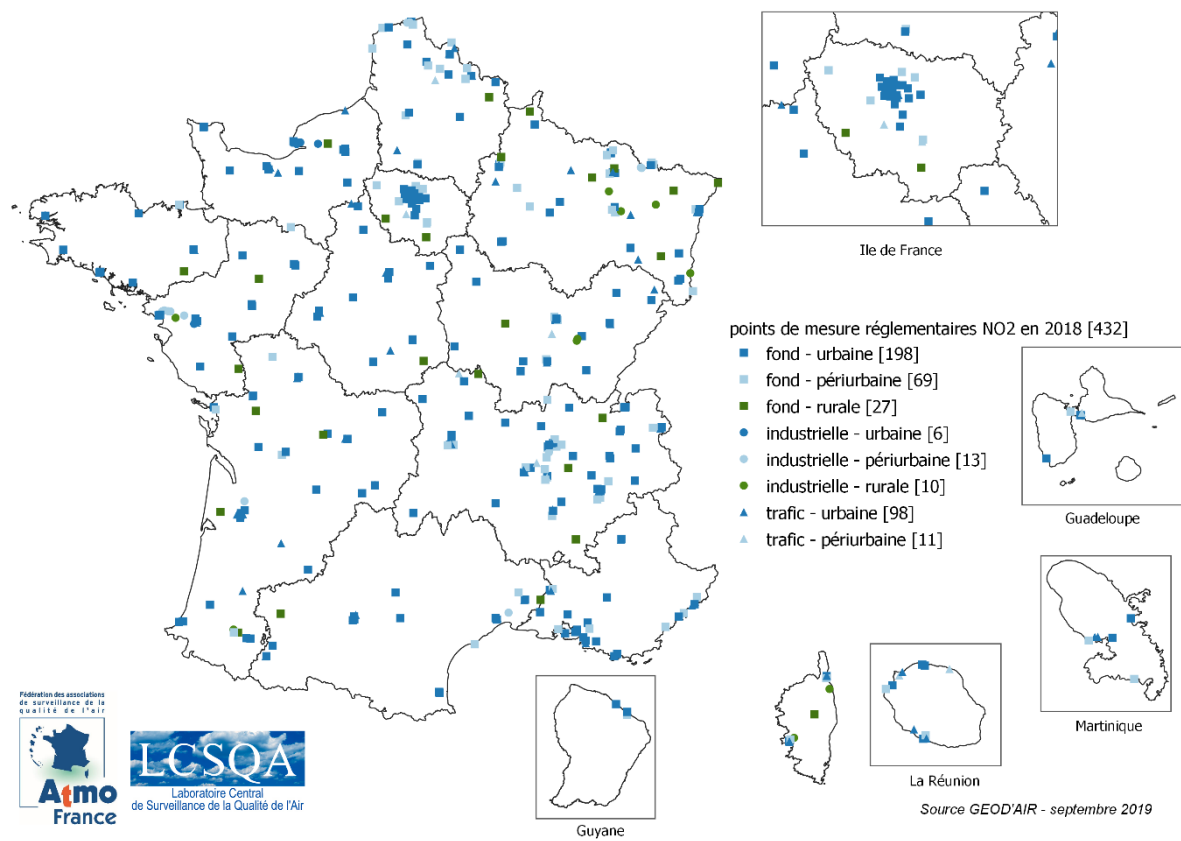 Ile de France
points de mesure réglementaires NO2 en 2018 [432]
fond - urbaine [198]
fond - périurbaine [69]
fond - rurale [27]
industrielle - urbaine [6]
industrielle - périurbaine [13]
industrielle - rurale [10]
trafic - urbaine [98]
trafic - périurbaine [11]
Guadeloupe
Martinique
La Réunion
Guyane
Source GEOD'AIR - septembre 2019
Fédération des associations
de surveillance de la
qualité de l'air
Atmo
France
LCSQA
Laboratoire Central
de Surveillance de la Qualité de l'Air